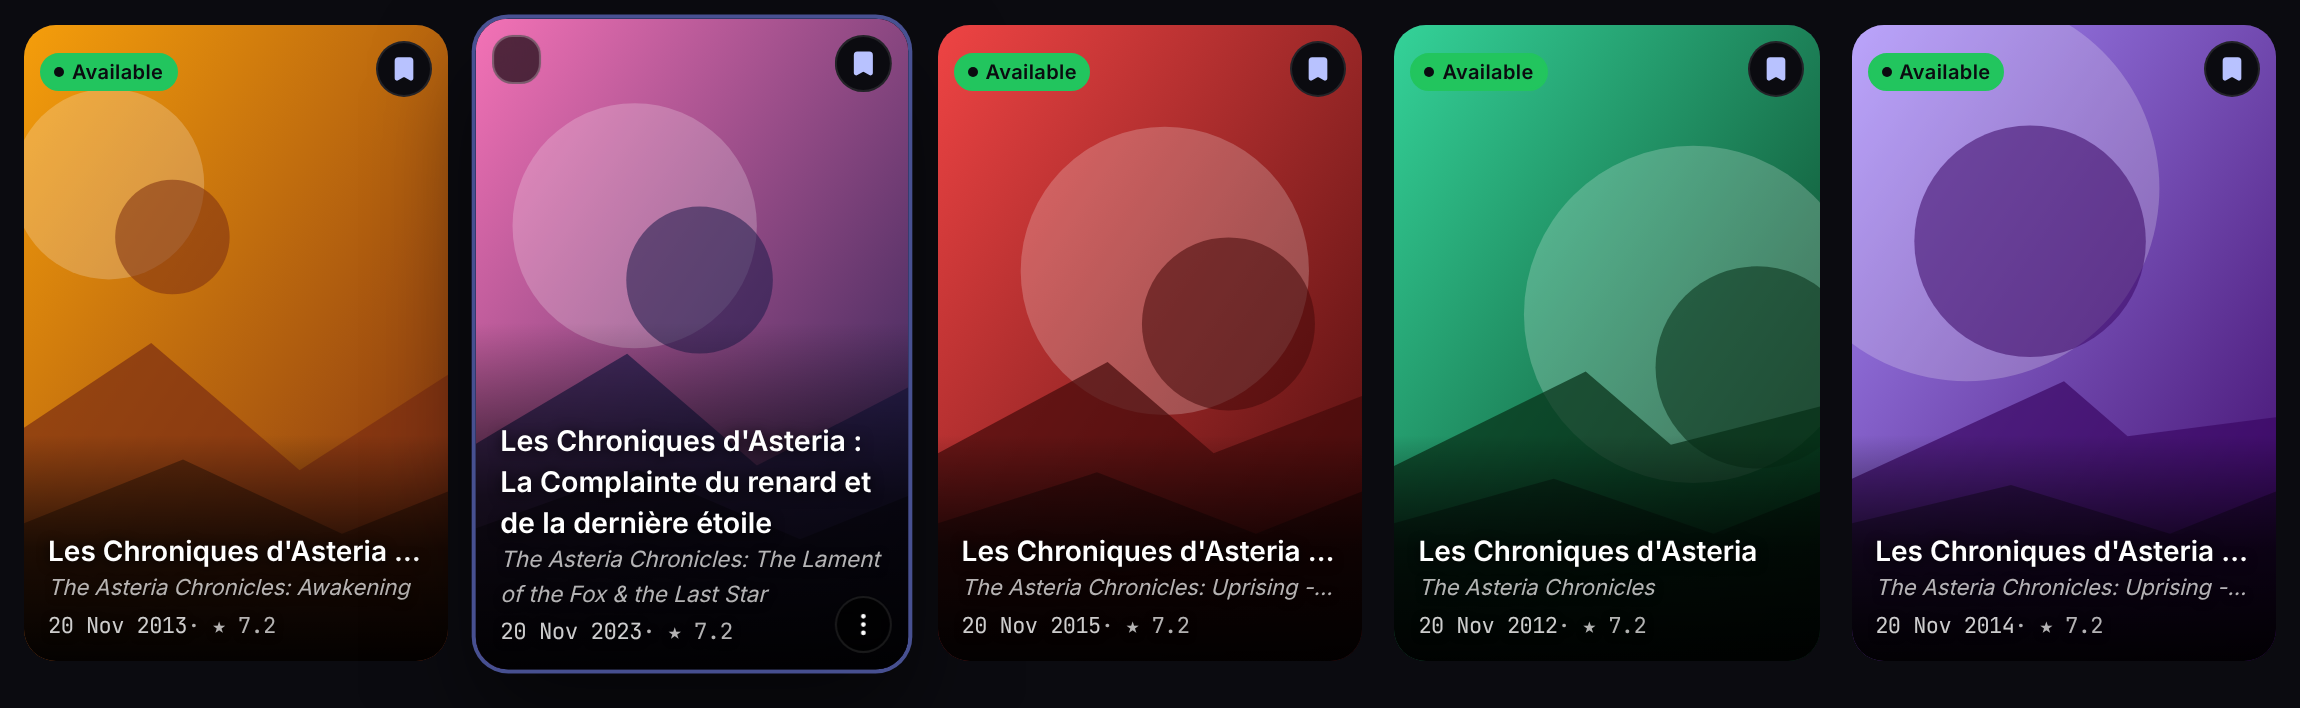 Available
Les Chroniques d'Asteria ...
The Asteria Chronicles: Awakening
20 Nov 2013· ★ 7.2
Les Chroniques d'Asteria :
La Complainte du renard et
de la dernière étoile
The Asteria Chronicles: The Lament
of the Fox & the Last Star
20 Nov 2023· ★ 7.2
Available
Les Chroniques d'Asteria ...
The Asteria Chronicles: Uprising -...
20 Nov 2015· ★ 7.2
Available
Les Chroniques d'Asteria
The Asteria Chronicles
20 Nov 2012· ★ 7.2
Available
Les Chroniques d'Asteria ...
The Asteria Chronicles: Uprising -...
20 Nov 2014· ★ 7.2